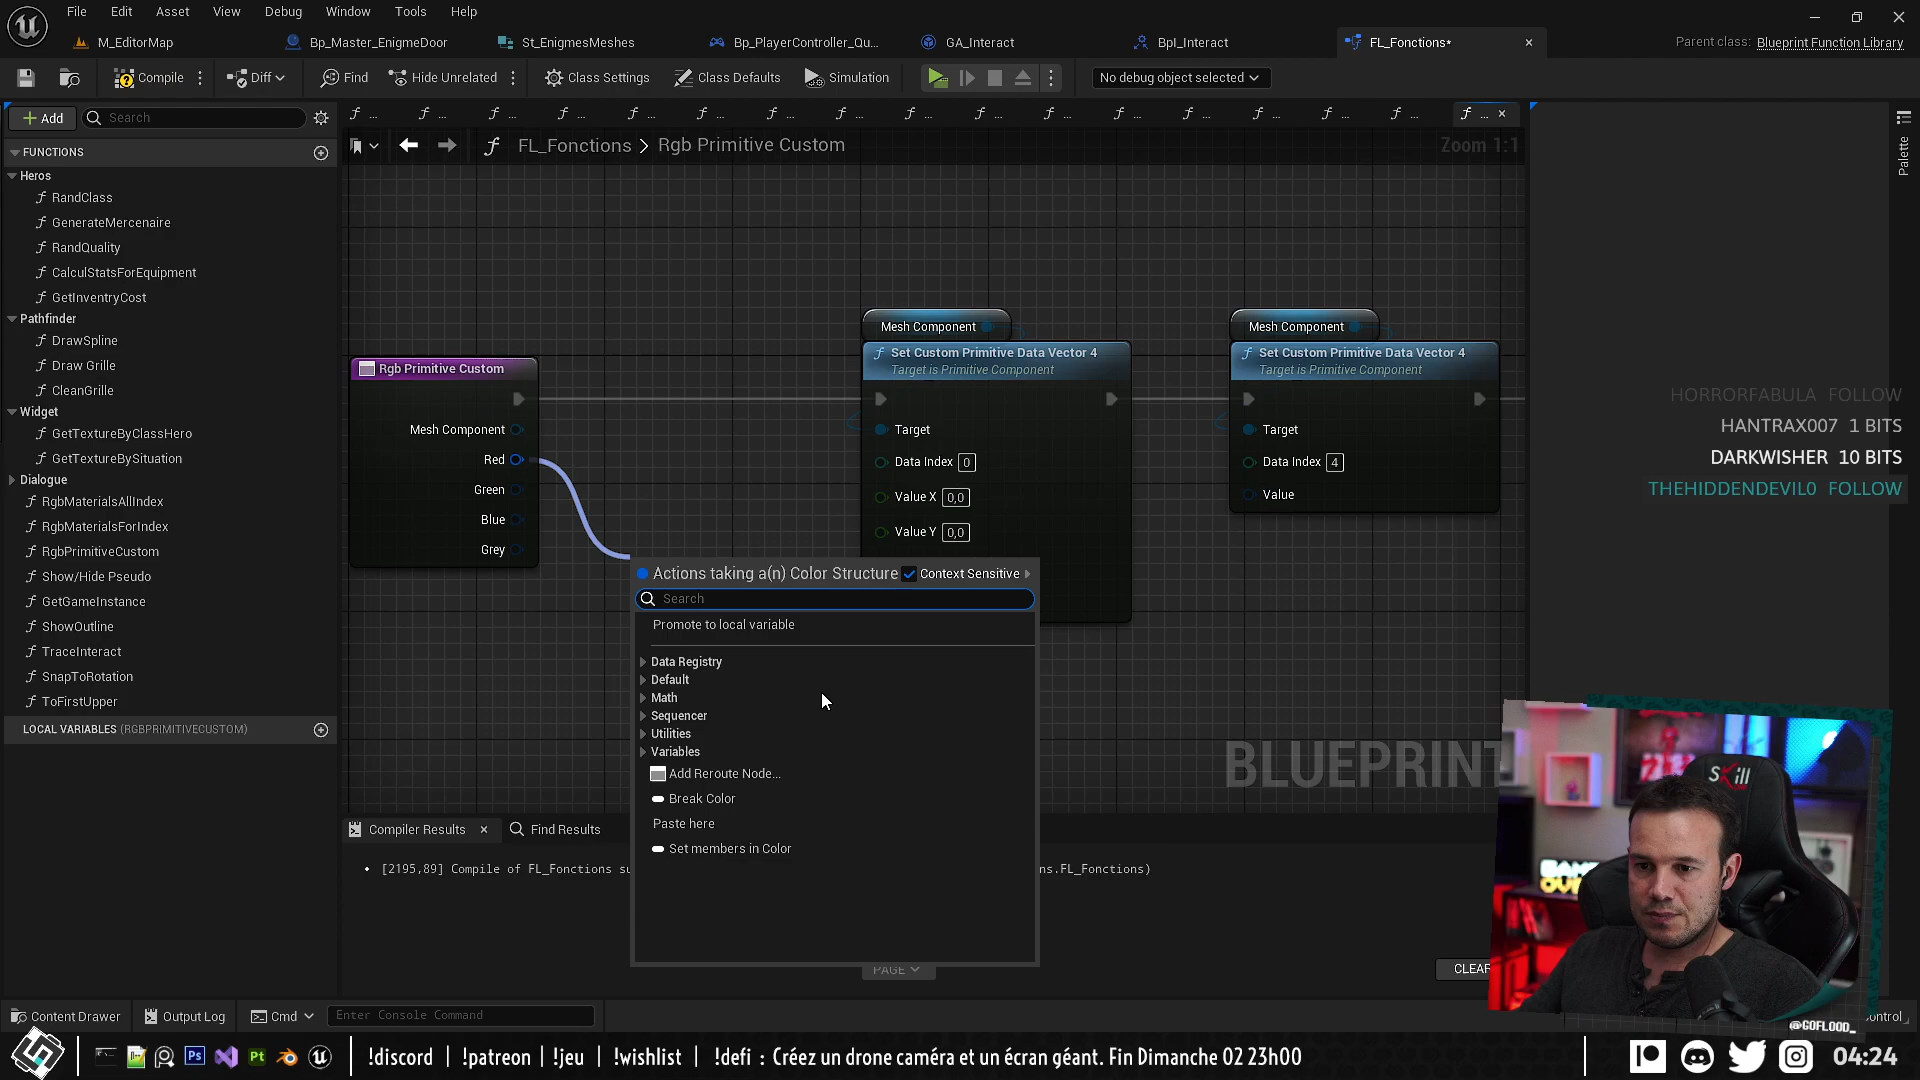 File Edit Asset View Debug Window Tools Help
M_EditorMap Bp_Master_EnigmeDoor St_EnigmesMeshes Bp_PlayerController_Qu... GA_Interact BpI_Interact FL_Fonctions* Parent class: Blueprint Function Library
Compile Diff Find Hide Unrelated Class Settings Class Defaults Simulation No debug object selected
Add Search
FL_Fonctions > Rgb Primitive Custom Zoom 1:1
Palette
FUNCTIONS
Heros
RandClass
GenerateMercenaire
RandQuality
CalculStatsForEquipment
GetInventryCost
Pathfinder
DrawSpline
Draw Grille
CleanGrille
Widget
GetTextureByClassHero
GetTextureBySituation
Dialogue
RgbMaterialsAllIndex
RgbMaterialsForIndex
RgbPrimitiveCustom
Show/Hide Pseudo
GetGameInstance
ShowOutline
TraceInteract
SnapToRotation
ToFirstUpper
LOCAL VARIABLES (RGBPRIMITIVECUSTOM)
Rgb Primitive Custom
Mesh Component
Red
Green
Blue
Grey
Mesh Component
Set Custom Primitive Data Vector 4
Target is Primitive Component
Target
Data Index 0
Value X 0,0
Value Y 0,0
Mesh Component
Set Custom Primitive Data Vector 4
Target is Primitive Component
Target
Data Index 4
Value
Actions taking a(n) Color Structure Context Sensitive
Search
Promote to local variable
Data Registry
Default
Math
Sequencer
Utilities
Variables
Add Reroute Node...
Break Color
Paste here
Set members in Color
BLUEPRINT
HORRORFABULA FOLLOW
HANTRAX007 1 BITS
DARKWISHER 10 BITS
THEHIDDENDEVIL0 FOLLOW
Compiler Results Find Results
[2195,89] Compile of FL_Fonctions su ns.FL_Fonctions)
PAGE CLEAR
SKILL
GAME OVER
@GOFLOOD_
Content Drawer Output Log Cmd Enter Console Command ontrol
!discord | !patreon | !jeu | !wishlist | !defi : Créez un drone caméra et un écran géant. Fin Dimanche 02 23h00
04:24